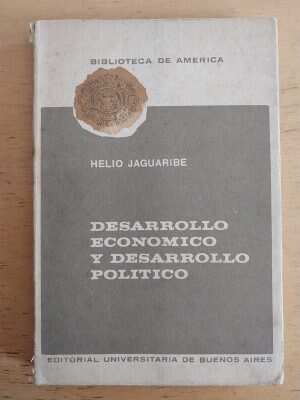 BIBLIOTECA DE AMERICA
HELIO JAGUARIBE
DESARROLLO
ECONOMICO
Y DESARROLLO
POLITICO
EDITORIAL UNIVERSITARIA DE BUENOS AIRES